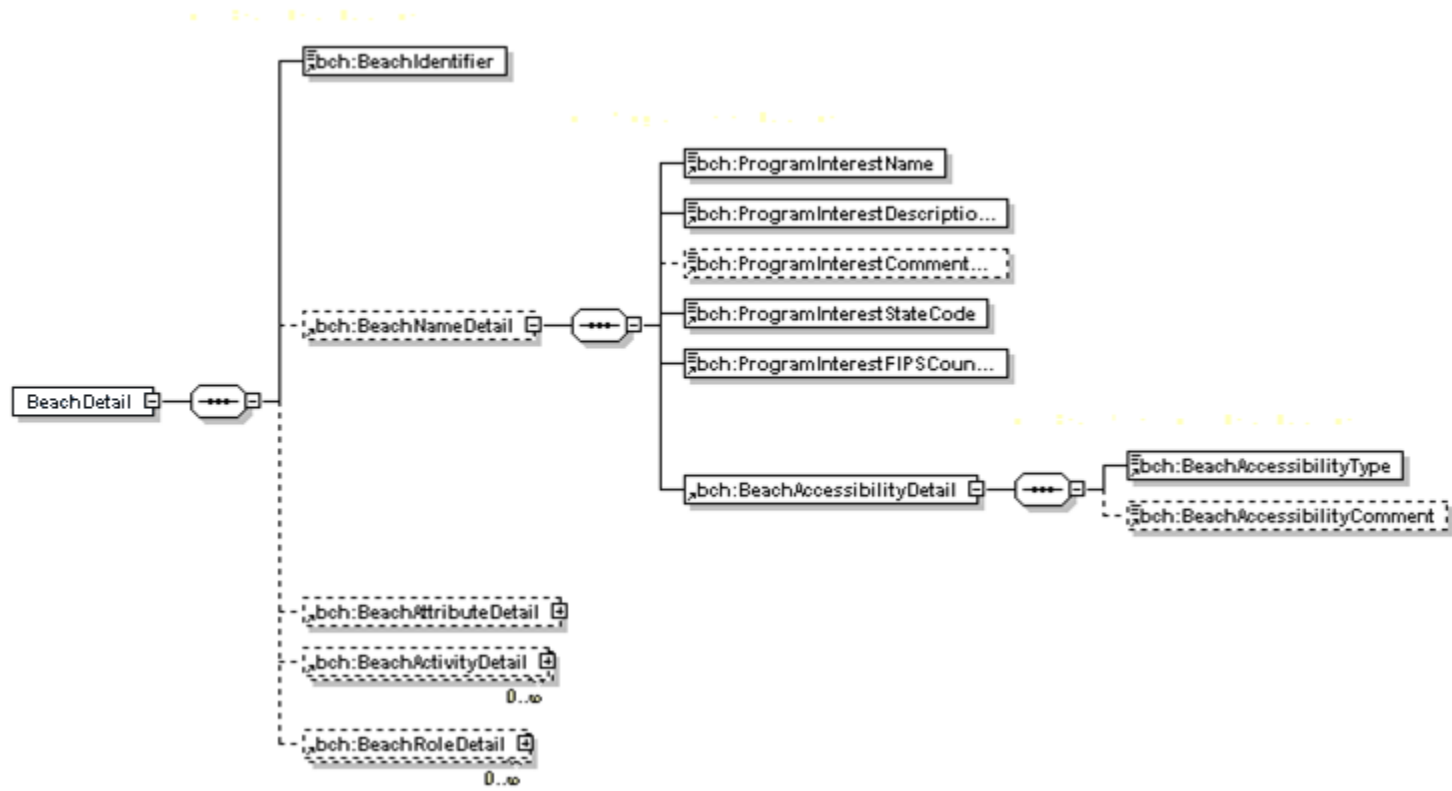 bch:BeachIdentifier
bch:ProgramInterestName
bch:ProgramInterestDescriptio...
bch:ProgramInterestComment...
bch:ProgramInterestStateCode
bch:ProgramInterestFIPSCoun...
bch:BeachNameDetail
BeachDetail
bch:BeachAccessibilityDetail
bch:BeachAccessibilityType
bch:BeachAccessibilityComment
bch:BeachAttributeDetail
bch:BeachActivityDetail
0..∞
bch:BeachRoleDetail
0..∞